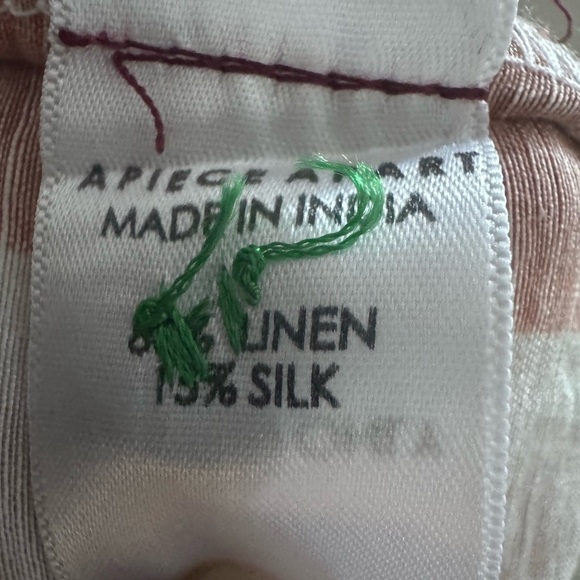 APIECE APART
MADE IN INDIA
LINEN
15% SILK